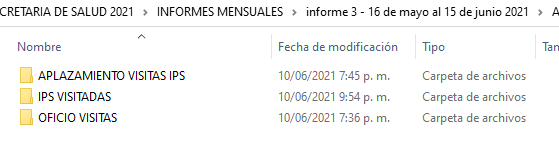 CRETARIA DE SALUD 2021 > INFORMES MENSUALES > informe 3 - 16 de mayo al 15 de junio 2021 >
Nombre Fecha de modificación Tipo
APLAZAMIENTO VISITAS IPS 10/06/2021 7:45 p. m. Carpeta de archivos
IPS VISITADAS 10/06/2021 9:54 p. m. Carpeta de archivos
OFICIO VISITAS 10/06/2021 7:36 p. m. Carpeta de archivos